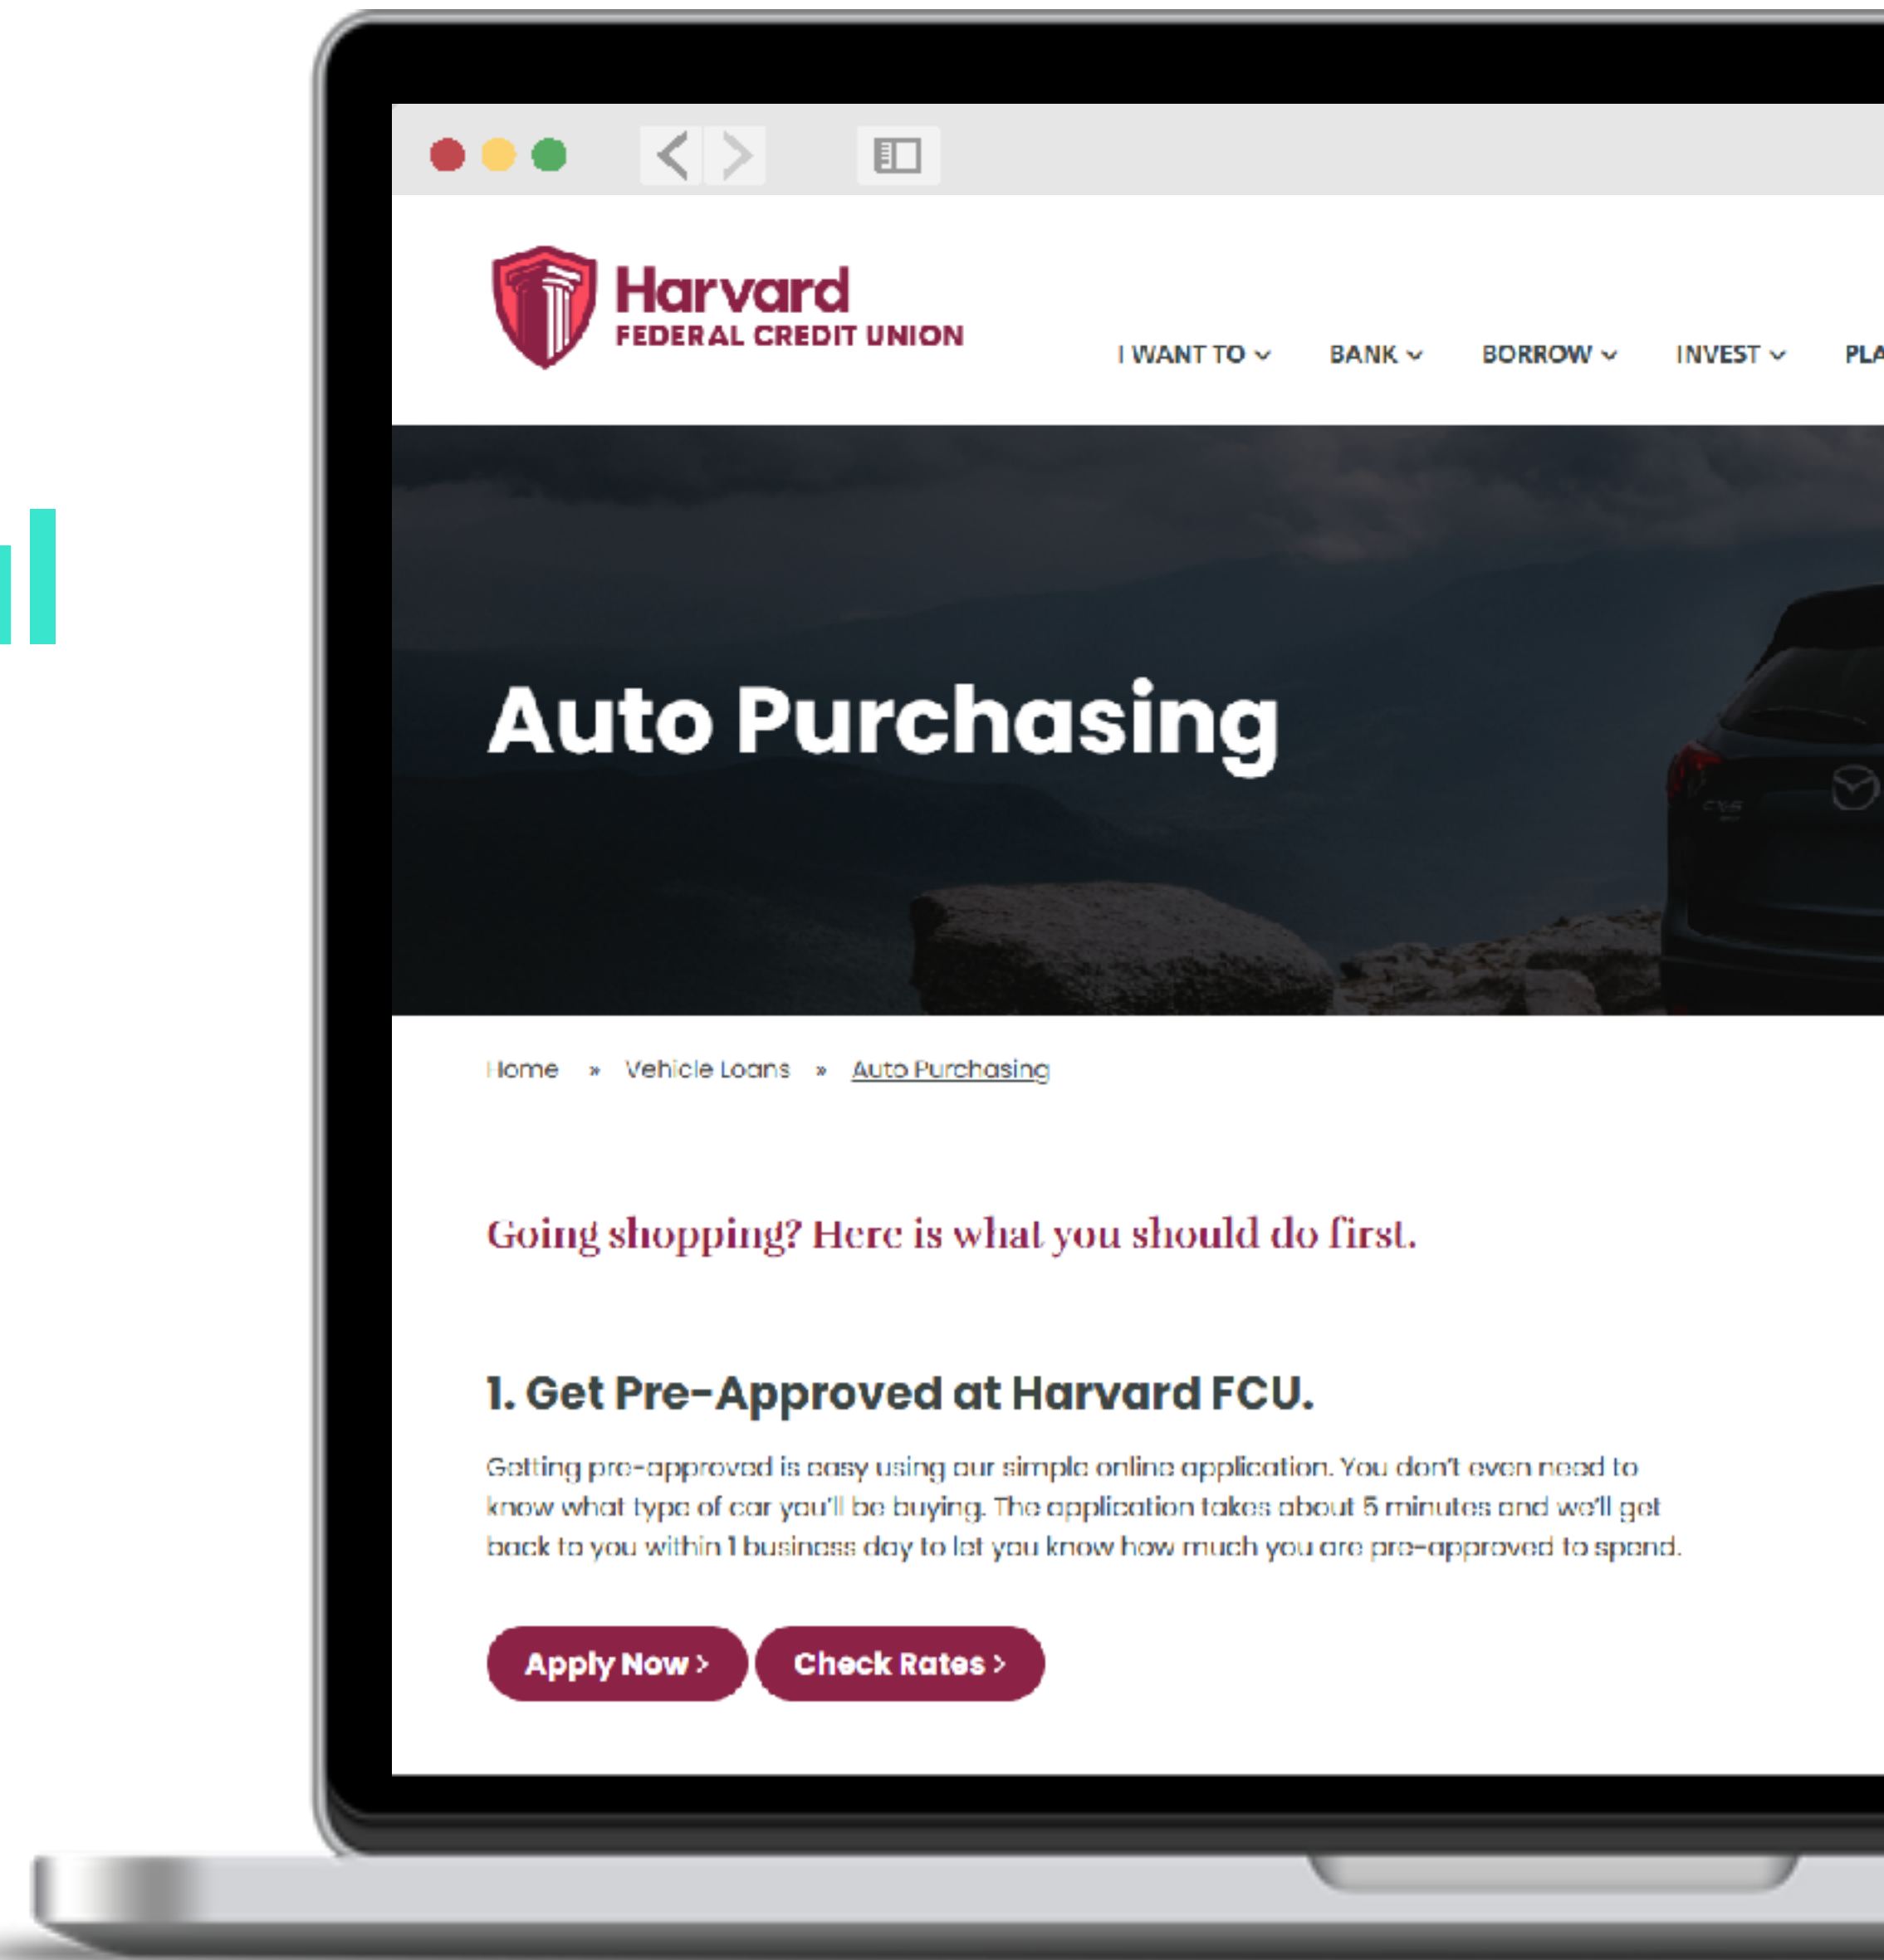 Harvard
FEDERAL CREDIT UNION
I WANT TO BANK BORROW INVEST
Auto Purchasing
CX-5
Home » Vehicle Loans » Auto Purchasing
Going shopping? Here is what you should do first.
1. Get Pre-Approved at Harvard FCU.
Getting pre-approved is easy using our simple online application. You don't even need to
know what type of car you'll be buying. The application takes about 5 minutes and we'll get
back to you within 1 business day to let you know how much you are pre-approved to spend.
Apply Now > Check Rates >